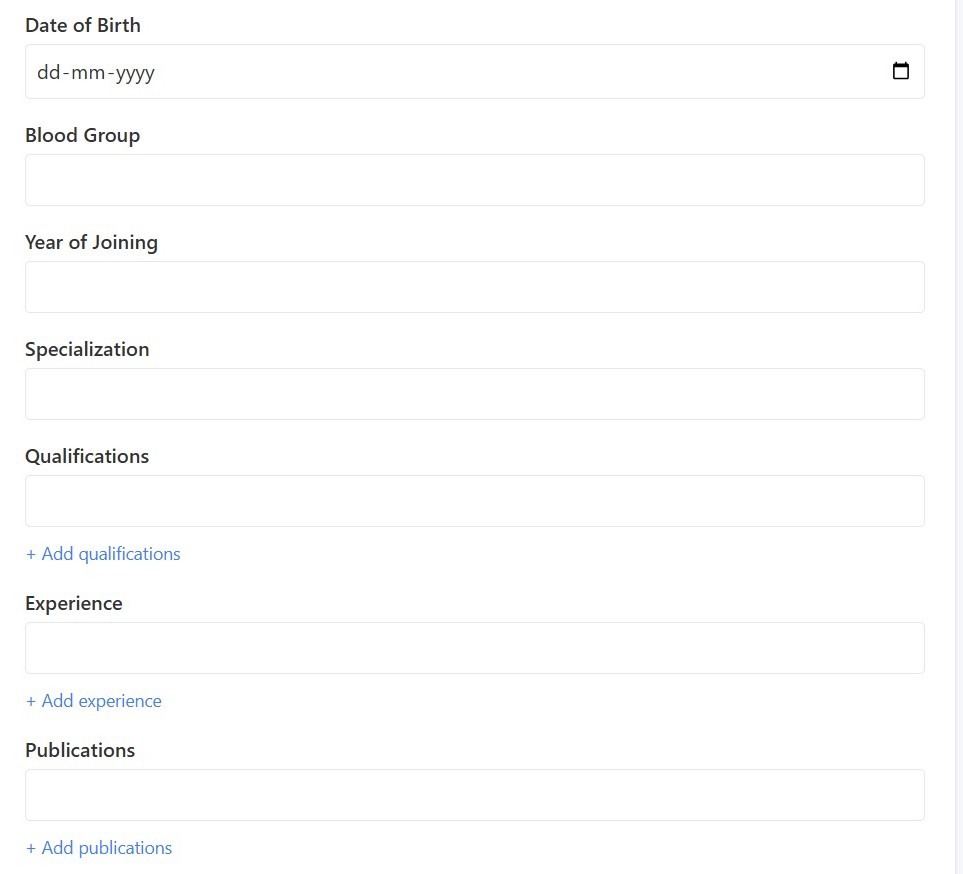 Date of Birth
dd-mm-yyyy
Blood Group
Year of Joining
Specialization
Qualifications
+ Add qualifications
Experience
+ Add experience
Publications
+ Add publications